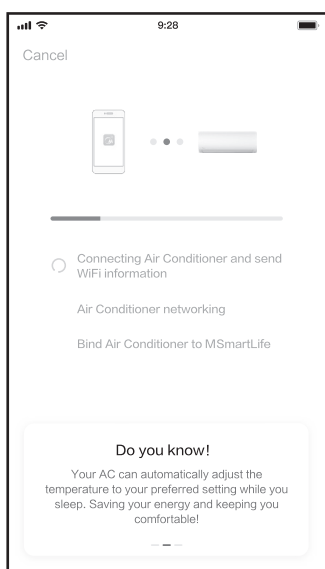 9:28
Cancel
Connecting Air Conditioner and send
WiFi information
Air Conditioner networking
Bind Air Conditioner to MSmartLife
Do you know!
Your AC can automatically adjust the
temperature to your preferred setting while you
sleep. Saving your energy and keeping you
comfortable!